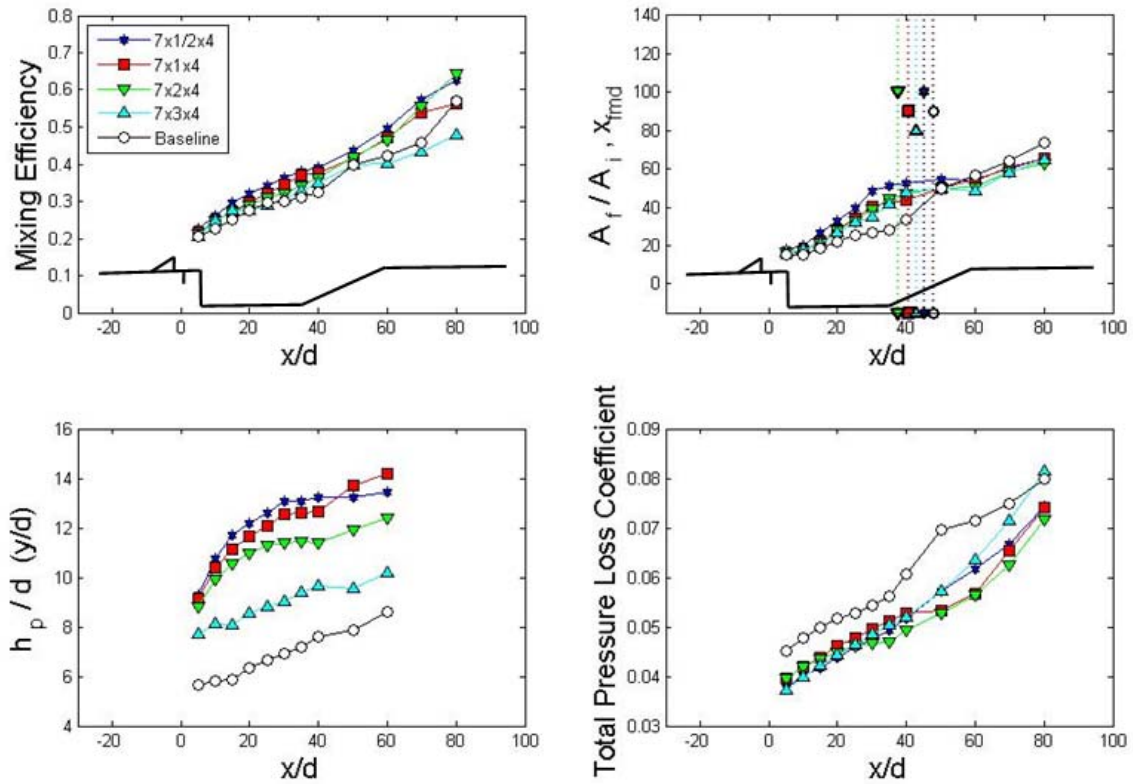 Mixing Efficiency
0.8
0.7
0.6
0.5
0.4
0.3
0.2
0.1
0
7x1/2x4
7x1x4
7x2x4
7x3x4
Baseline
-20 0 20 40 60 80 100
x/d
A_f / A_i , x_fmd
140
120
100
80
60
40
20
0
-20 0 20 40 60 80 100
x/d
h_p / d (y/d)
16
14
12
10
8
6
4
-20 0 20 40 60 80 100
x/d
Total Pressure Loss Coefficient
0.09
0.08
0.07
0.06
0.05
0.04
0.03
-20 0 20 40 60 80 100
x/d